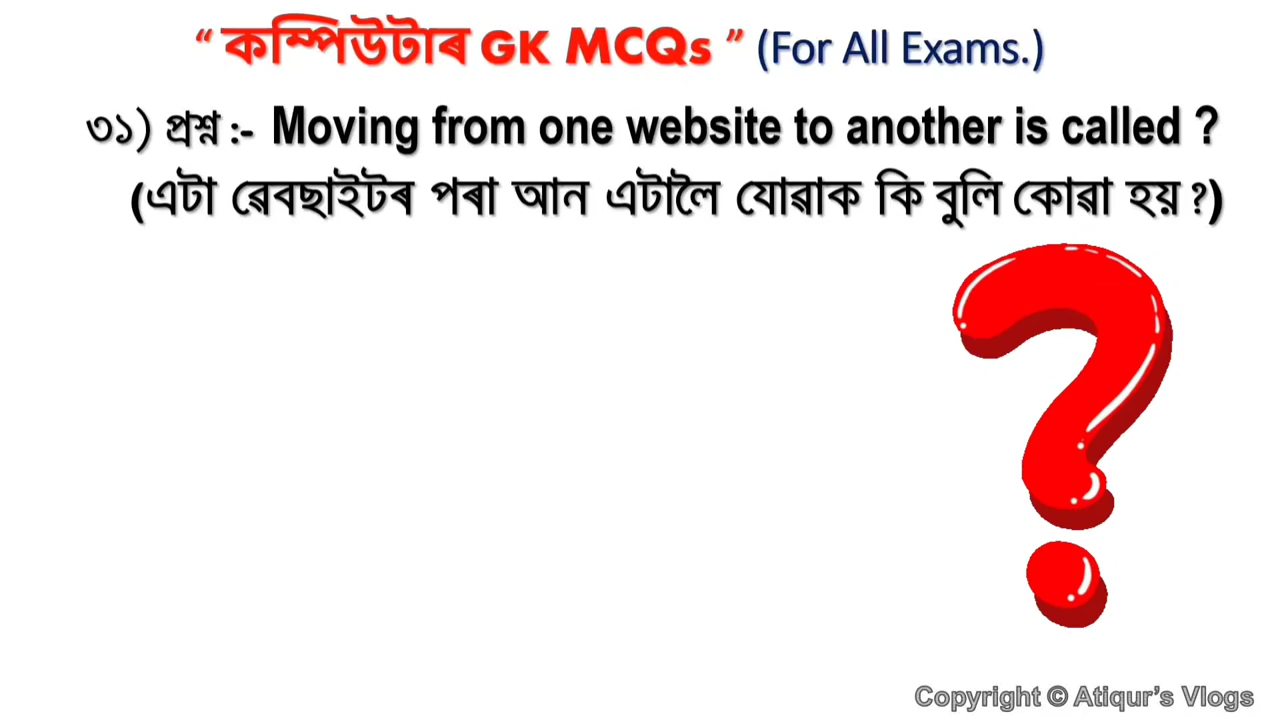 “ কম্পিউটাৰ GK MCQs ” (For All Exams.)
৩১) প্ৰশ্ন :- Moving from one website to another is called ?
(এটা ৱেবছাইটৰ পৰা আন এটালৈ যোৱাক কি বুলি কোৱা হয় ?)
Copyright © Atiqur’s Vlogs